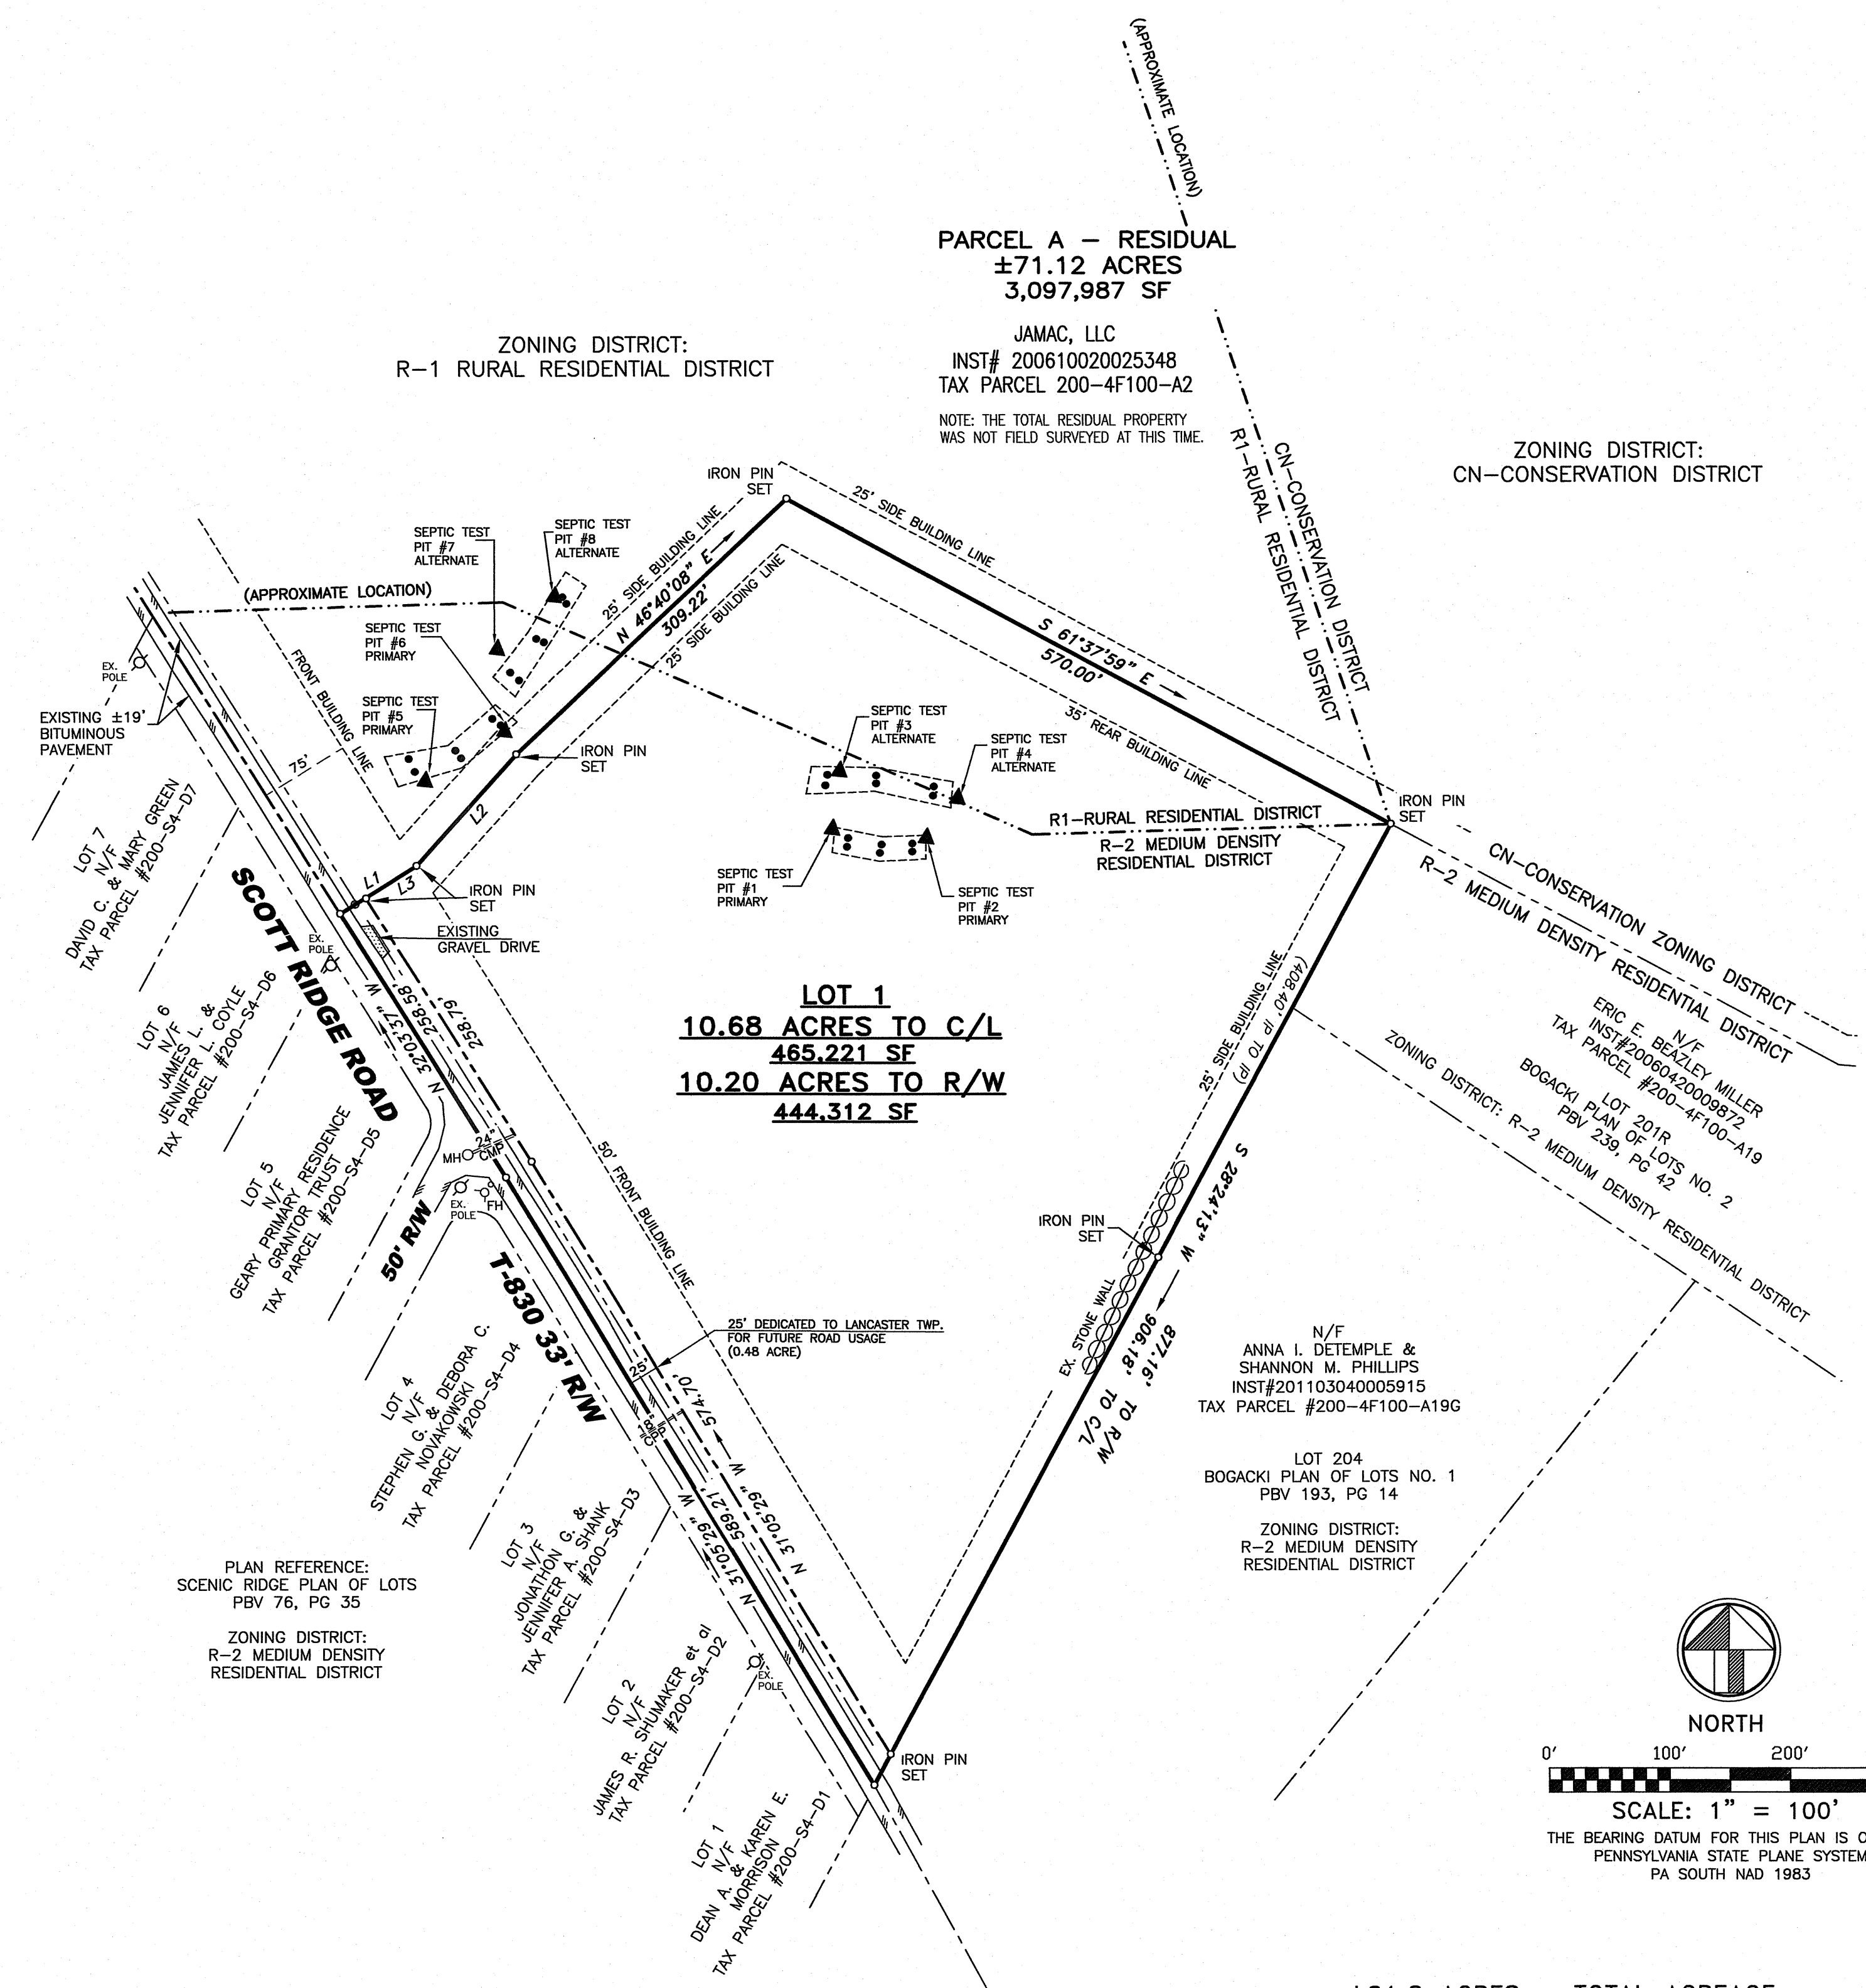 (APPROXIMATE LOCATION)
PARCEL A – RESIDUAL
±71.12 ACRES
3,097,987 SF
JAMAC, LLC
INST# 200610020025348
TAX PARCEL 200–4F100–A2
NOTE: THE TOTAL RESIDUAL PROPERTY
WAS NOT FIELD SURVEYED AT THIS TIME.
ZONING DISTRICT:
R–1 RURAL RESIDENTIAL DISTRICT
ZONING DISTRICT:
CN–CONSERVATION DISTRICT
CN–CONSERVATION DISTRICT
R1–RURAL RESIDENTIAL DISTRICT
IRON PIN
SET
25' SIDE BUILDING LINE
SEPTIC TEST
PIT #7
ALTERNATE
SEPTIC TEST
PIT #8
ALTERNATE
25' SIDE BUILDING LINE
N 46°40'08" E
309.22'
25' SIDE BUILDING LINE
(APPROXIMATE LOCATION)
SEPTIC TEST
PIT #6
PRIMARY
S 61°37'59" E
570.00'
35' REAR BUILDING LINE
EX.
POLE
FRONT BUILDING LINE
SEPTIC TEST
PIT #5
PRIMARY
EXISTING ±19'
BITUMINOUS
PAVEMENT
75'
IRON PIN
SET
SEPTIC TEST
PIT #3
ALTERNATE
SEPTIC TEST
PIT #4
ALTERNATE
R1–RURAL RESIDENTIAL DISTRICT
R–2 MEDIUM DENSITY
RESIDENTIAL DISTRICT
IRON PIN
SET
L2
L1
L3
IRON PIN
SET
SEPTIC TEST
PIT #1
PRIMARY
SEPTIC TEST
PIT #2
PRIMARY
EXISTING
GRAVEL DRIVE
EX.
POLE
CN–CONSERVATION ZONING DISTRICT
R–2 MEDIUM DENSITY RESIDENTIAL DISTRICT
LOT 7
N/F
DAVID C. & MARY GREEN
TAX PARCEL #200–S4–D7
SCOTT RIDGE ROAD
LOT 6
N/F
JAMES L. &
JENNIFER L. COYLE
TAX PARCEL #200–S4–D6
N 32°03'37" W
258.58'
258.79'
LOT 1
10.68 ACRES TO C/L
465,221 SF
10.20 ACRES TO R/W
444,312 SF
25' SIDE BUILDING LINE
(408.40' IP TO IP)
N/F
ERIC E. BEAZLEY MILLER
INST#200604200009872
TAX PARCEL #200–4F100–A19
LOT 201R
BOGACKI PLAN OF LOTS NO. 2
PBV 239, PG 42
ZONING DISTRICT: R–2 MEDIUM DENSITY RESIDENTIAL DISTRICT
LOT 5
N/F
GEARY PRIMARY RESIDENCE
GRANTOR TRUST
TAX PARCEL #200–S4–D5
24"
CMP
MH
EX.
POLE
FH
50' R/W
50' FRONT BUILDING LINE
S 28°24'13" W
IRON PIN
SET
EX. STONE WALL
877.16' TO R/W
906.18' TO C/L
T-830 33' R/W
25' DEDICATED TO LANCASTER TWP.
FOR FUTURE ROAD USAGE
(0.48 ACRE)
25'
LOT 4
N/F
STEPHEN G. & DEBORA C.
NOVAKOWSKI
TAX PARCEL #200–S4–D4
N/F
ANNA I. DETEMPLE &
SHANNON M. PHILLIPS
INST#201103040005915
TAX PARCEL #200–4F100–A19G
LOT 204
BOGACKI PLAN OF LOTS NO. 1
PBV 193, PG 14
ZONING DISTRICT:
R–2 MEDIUM DENSITY
RESIDENTIAL DISTRICT
N 31°05'29" W
574.70'
N 31°05'29" W
589.21'
LOT 3
N/F
JONATHON G. &
JENNIFER A. SHANK
TAX PARCEL #200–S4–D3
PLAN REFERENCE:
SCENIC RIDGE PLAN OF LOTS
PBV 76, PG 35
ZONING DISTRICT:
R–2 MEDIUM DENSITY
RESIDENTIAL DISTRICT
LOT 2
N/F
JAMES R. SHUMAKER et al
TAX PARCEL #200–S4–D2
EX.
POLE
IRON PIN
SET
LOT 1
N/F
DEAN A. & KAREN E.
MORRISON
TAX PARCEL #200–S4–D1
NORTH
0' 100' 200'
SCALE: 1" = 100'
THE BEARING DATUM FOR THIS PLAN IS
PENNSYLVANIA STATE PLANE SYSTEM
PA SOUTH NAD 1983